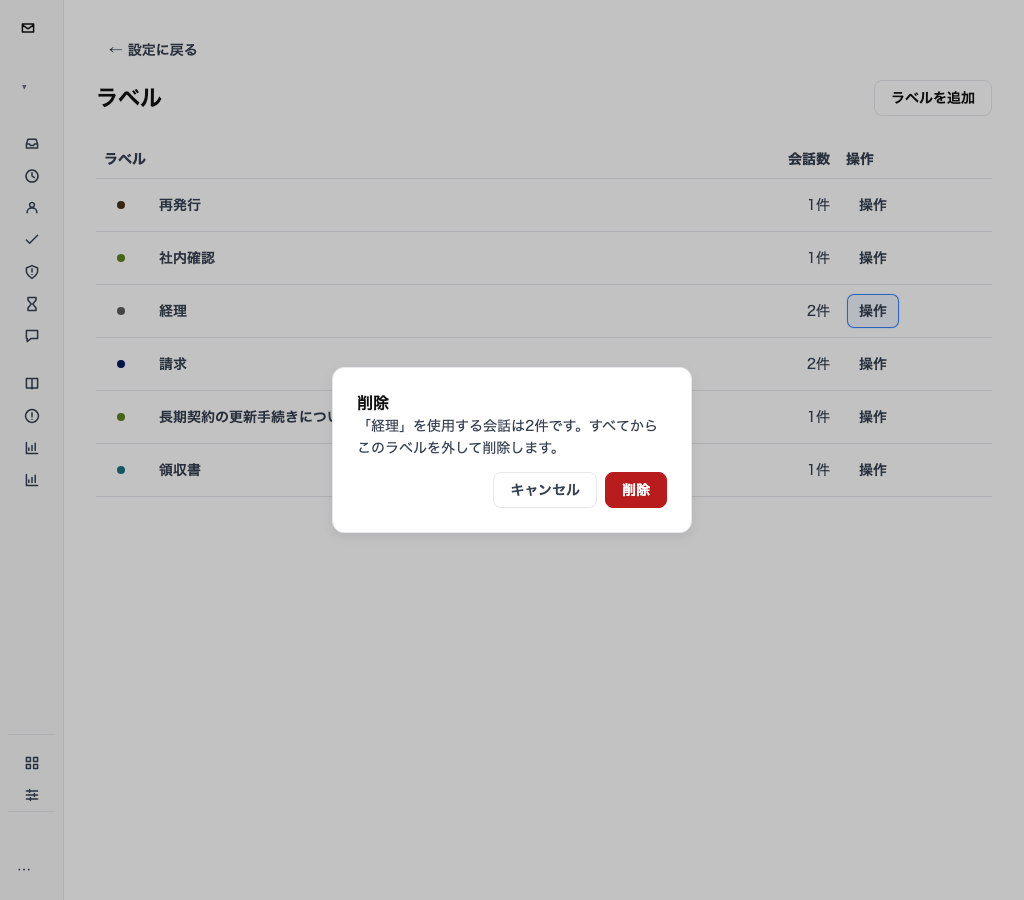 ← 設定に戻る
ラベル
ラベルを追加
ラベル 会話数 操作
再発行 1件 操作
社内確認 1件 操作
経理 2件 操作
請求 2件 操作
長期契約の更新手続きについ 1件 操作
領収書 1件 操作
削除
「経理」を使用する会話は2件です。すべてから
このラベルを外して削除します。
キャンセル 削除
…